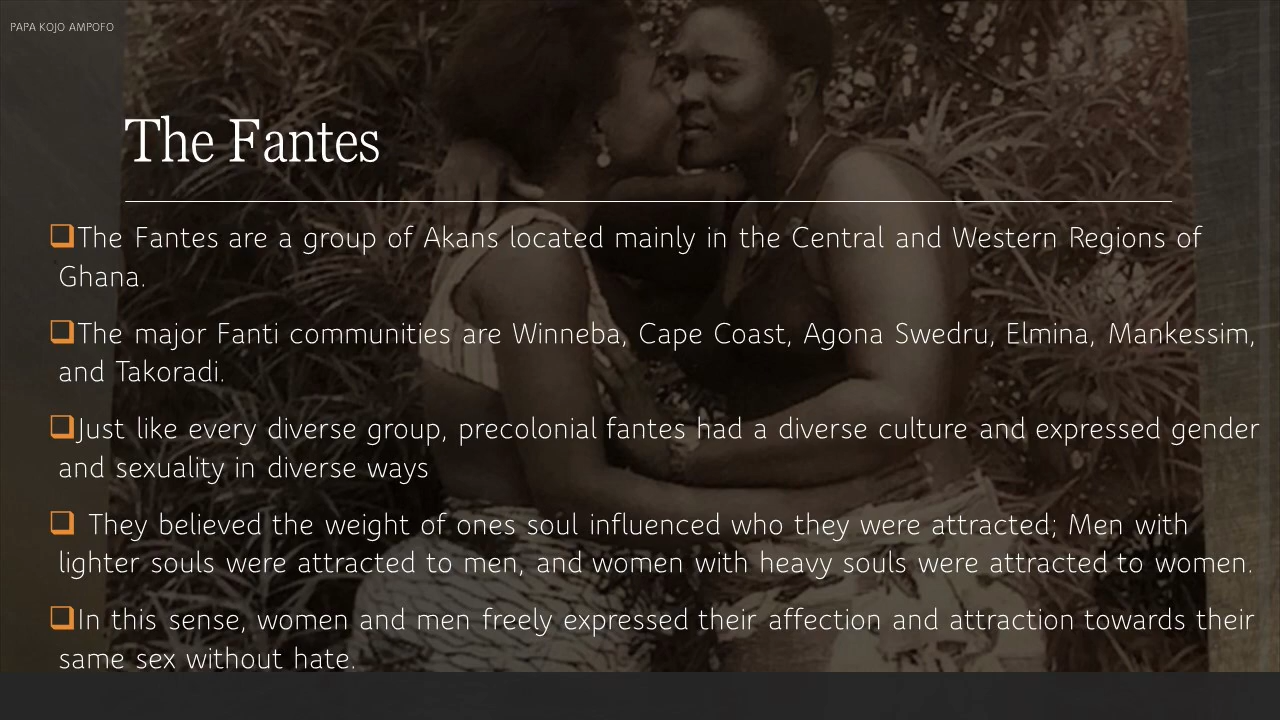 PAPA KOJO AMPOFO
The Fantes
❑The Fantes are a group of Akans located mainly in the Central and Western Regions of
Ghana.
❑The major Fanti communities are Winneba, Cape Coast, Agona Swedru, Elmina, Mankessim,
and Takoradi.
❑Just like every diverse group, precolonial fantes had a diverse culture and expressed gender
and sexuality in diverse ways
❑ They believed the weight of ones soul influenced who they were attracted; Men with
lighter souls were attracted to men, and women with heavy souls were attracted to women.
❑In this sense, women and men freely expressed their affection and attraction towards their
same sex without hate.